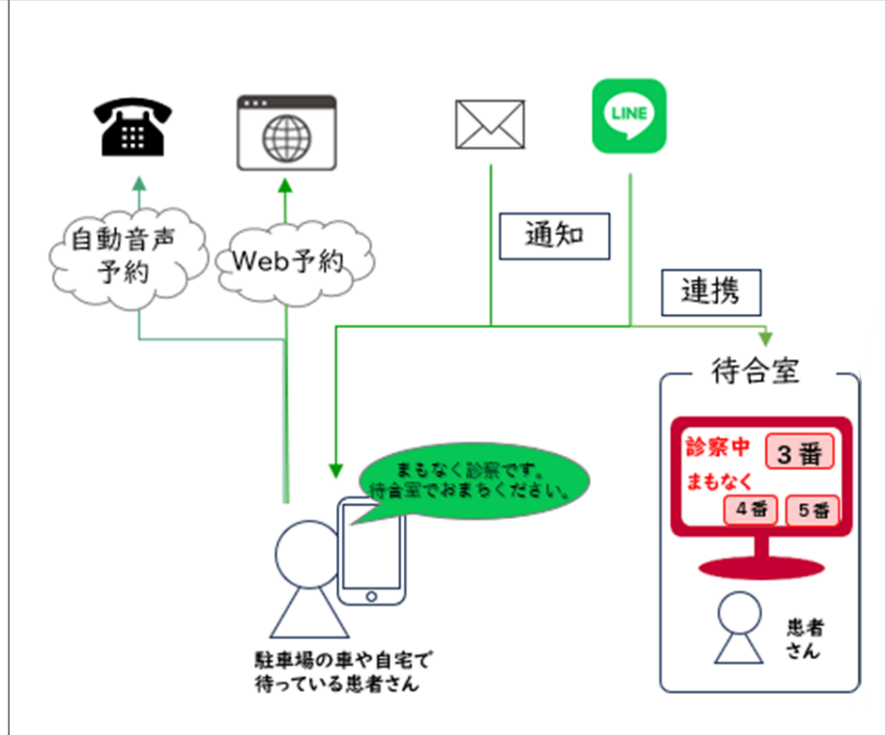 LINE
自動音声
予約
Web予約
通知
連携
待合室
診察中 3番
まもなく
4番 5番
まもなく診察です。
待合室でおまちください。
患者
さん
駐車場の車や自宅で
待っている患者さん